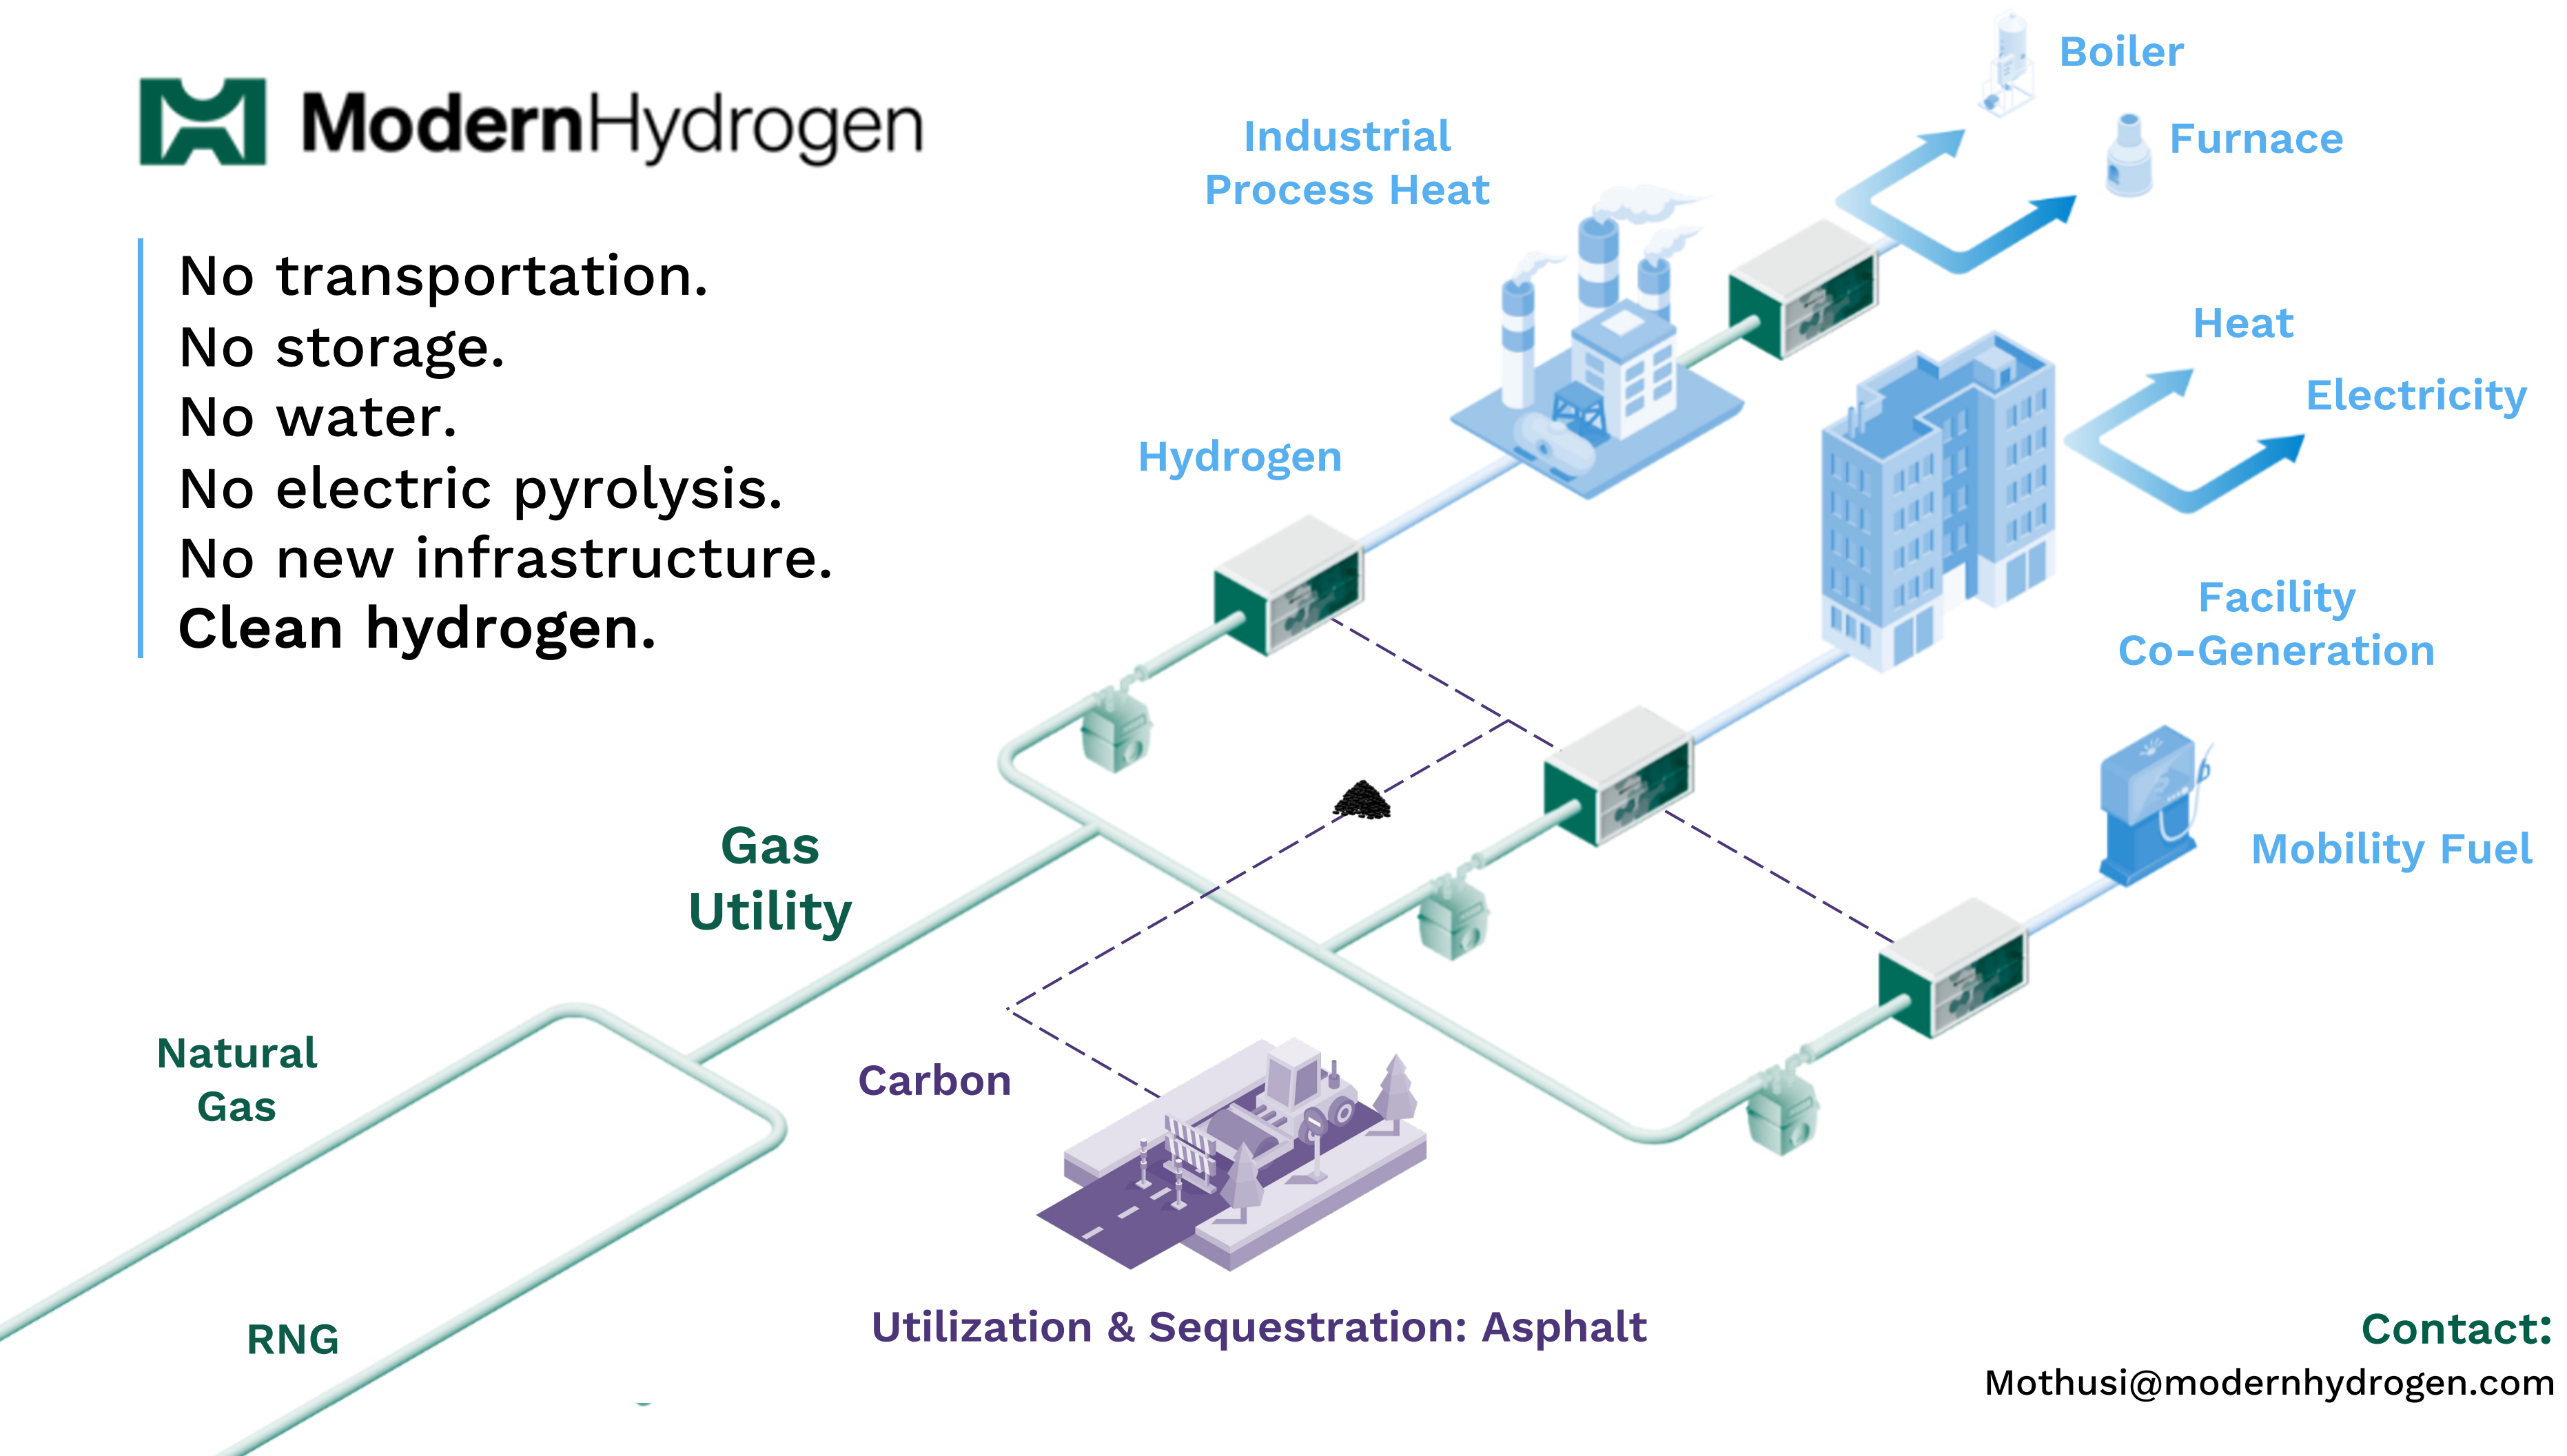 ModernHydrogen
No transportation.
No storage.
No water.
No electric pyrolysis.
No new infrastructure.
Clean hydrogen.
Industrial
Process Heat
Boiler
Furnace
Heat
Electricity
Hydrogen
Facility
Co-Generation
Mobility Fuel
Gas
Utility
Natural
Gas
Carbon
RNG
Utilization & Sequestration: Asphalt
Contact:
Mothusi@modernhydrogen.com